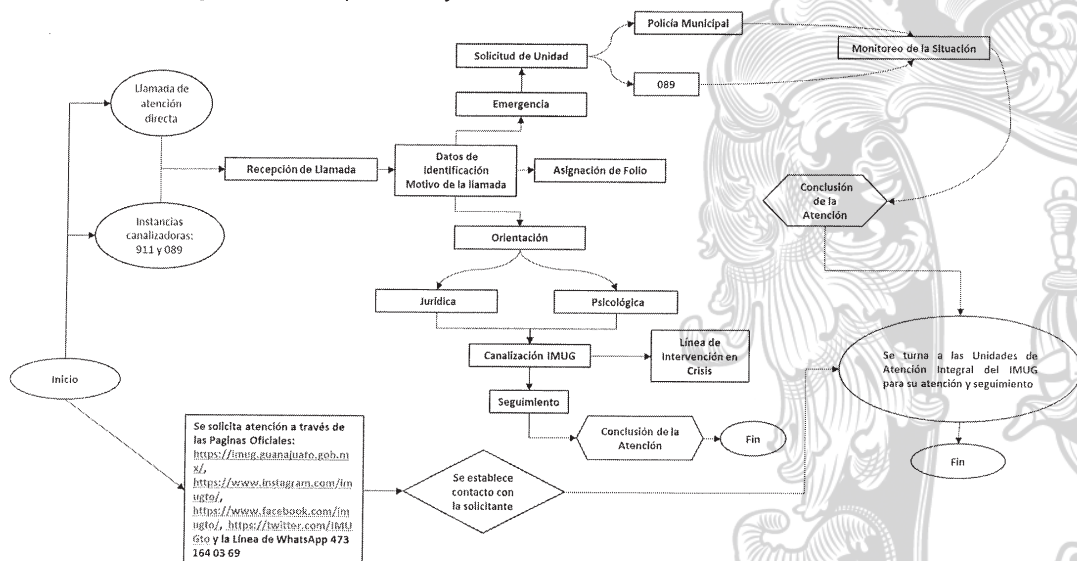 Policía Municipal
Solicitud de Unidad
Monitoreo de la Situación
089
Llamada de
atención
directa
Emergencia
Recepción de Llamada
Datos de
identificación
Motivo de la llamada
Asignación de Folio
Conclusión
de la
Atención
Instancias
canalizadoras:
911 y 089
Orientación
Jurídica
Psicológica
Canalización IMUG
Línea de
Intervención en
Crisis
Se turna a las Unidades de
Atención Integral del IMUG
para su atención y seguimiento
Inicio
Seguimiento
Se solicita atención a través de
las Paginas Oficiales:
https://imug.guanajuato.gob.m
x/,
https://www.instagram.com/im
ugto/,
https://www.facebook.com/im
ugto/, https://twitter.com/IMU
Gto y la Línea de WhatsApp 473
164 03 69
Conclusión de la
Atención
Fin
Se establece
contacto con
la solicitante
Fin